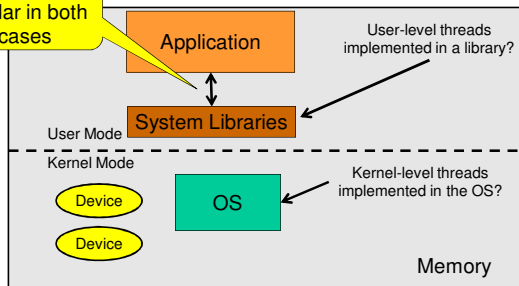 lar in both
cases
Application
User-level threads
implemented in a library?
System Libraries
User Mode
Kernel Mode
Kernel-level threads
implemented in the OS?
Device
OS
Device
Memory